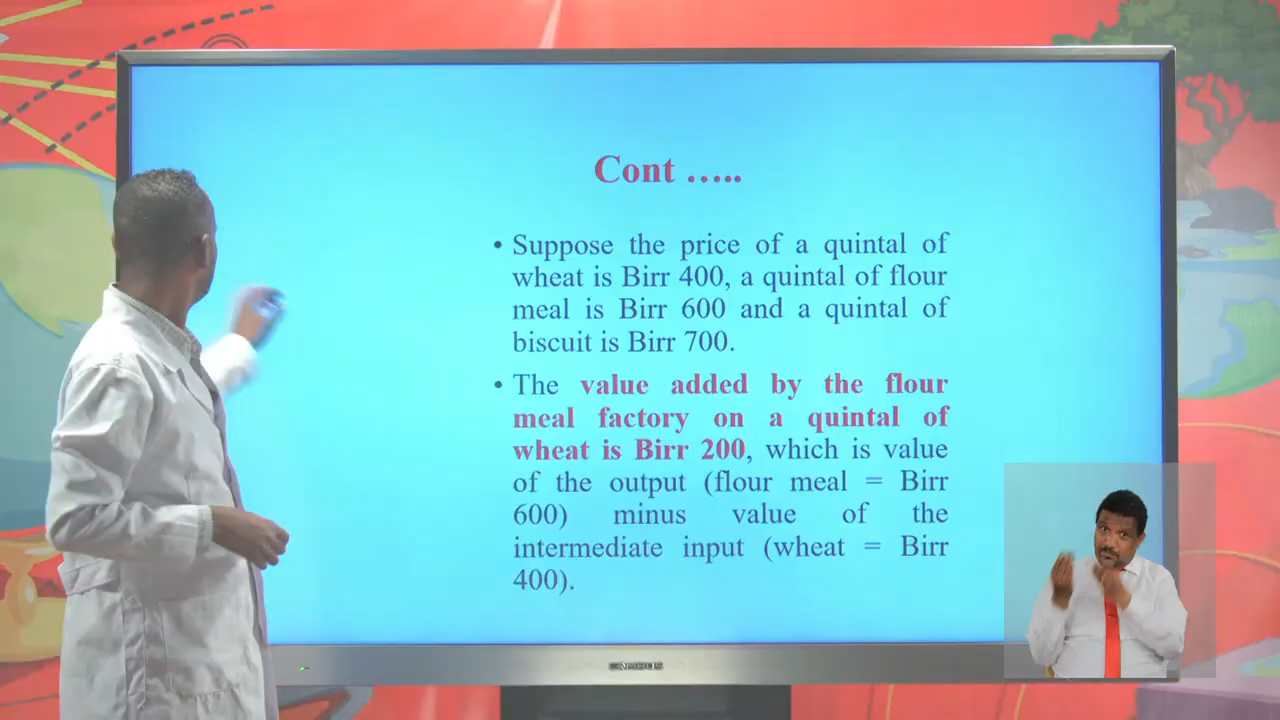 Cont …..
• Suppose the price of a quintal of
wheat is Birr 400, a quintal of flour
meal is Birr 600 and a quintal of
biscuit is Birr 700.
• The value added by the flour
meal factory on a quintal of
wheat is Birr 200, which is value
of the output (flour meal = Birr
600) minus value of the
intermediate input (wheat = Birr
400).